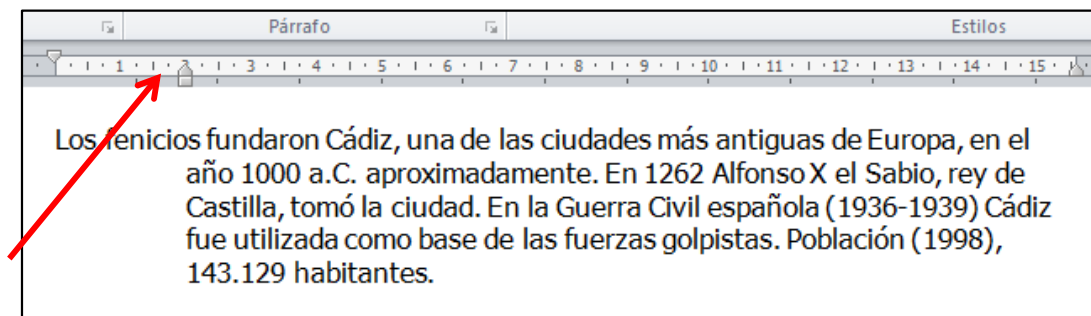 Párrafo Estilos
1 2 3 4 5 6 7 8 9 10 11 12 13 14 15
Los fenicios fundaron Cádiz, una de las ciudades más antiguas de Europa, en el
año 1000 a.C. aproximadamente. En 1262 Alfonso X el Sabio, rey de
Castilla, tomó la ciudad. En la Guerra Civil española (1936-1939) Cádiz
fue utilizada como base de las fuerzas golpistas. Población (1998),
143.129 habitantes.